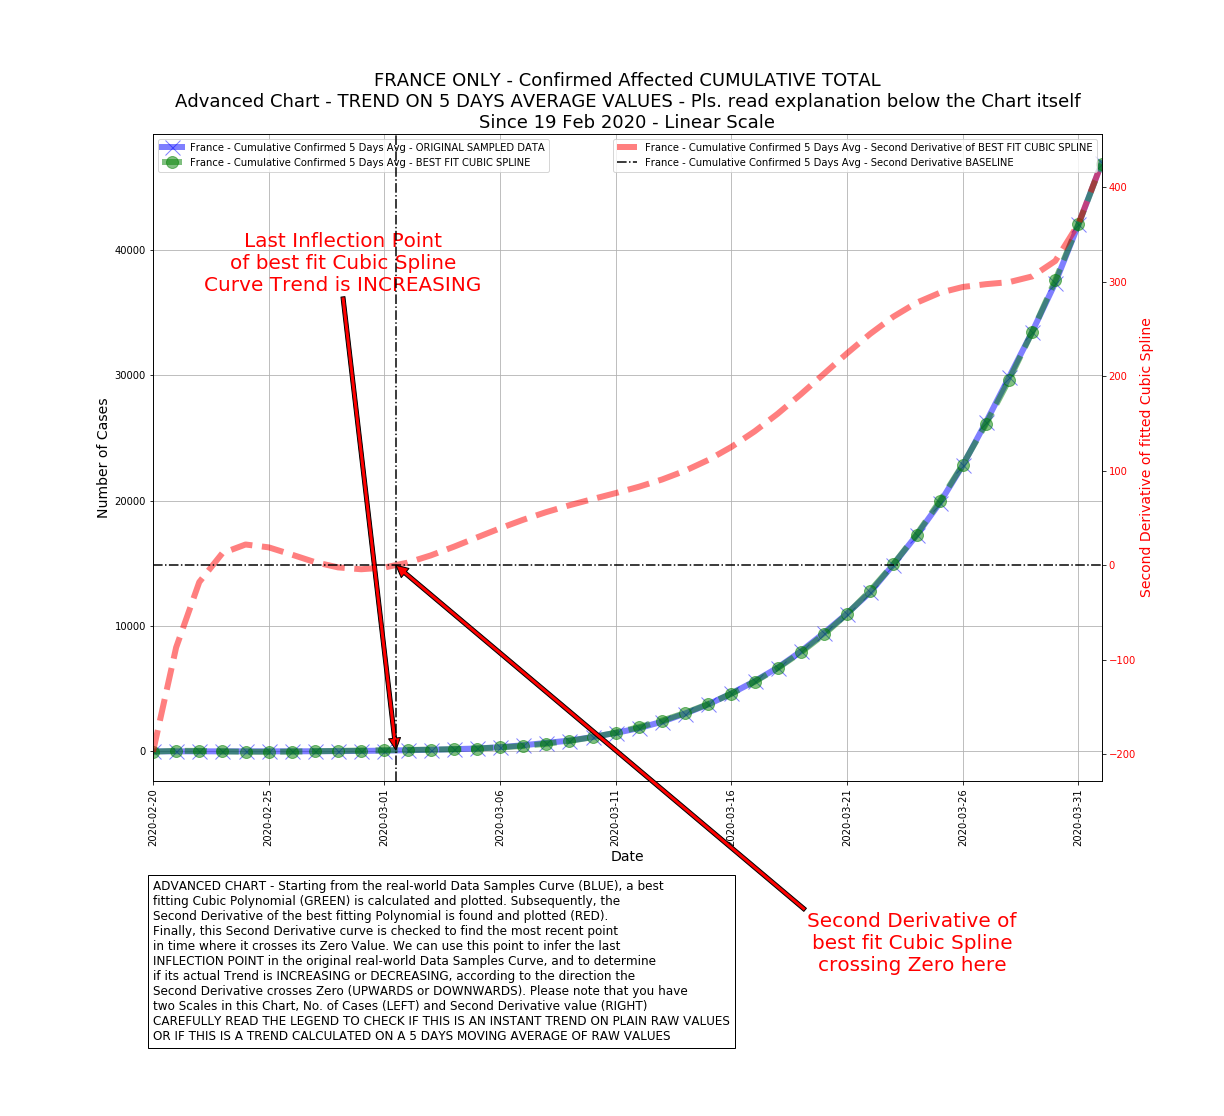 FRANCE ONLY - Confirmed Affected CUMULATIVE TOTAL
Advanced Chart - TREND ON 5 DAYS AVERAGE VALUES - Pls. read explanation below the Chart itself
Since 19 Feb 2020 - Linear Scale
France - Cumulative Confirmed 5 Days Avg - ORIGINAL SAMPLED DATA
France - Cumulative Confirmed 5 Days Avg - BEST FIT CUBIC SPLINE
France - Cumulative Confirmed 5 Days Avg - Second Derivative of BEST FIT CUBIC SPLINE
France - Cumulative Confirmed 5 Days Avg - Second Derivative BASELINE
Last Inflection Point
of best fit Cubic Spline
Curve Trend is INCREASING
Number of Cases
40000
30000
20000
10000
0
400
300
200
100
0
−100
−200
Second Derivative of fitted Cubic Spline
2020-02-20
2020-02-25
2020-03-01
2020-03-06
2020-03-11
2020-03-16
2020-03-21
2020-03-26
2020-03-31
Date
Second Derivative of
best fit Cubic Spline
crossing Zero here
ADVANCED CHART - Starting from the real-world Data Samples Curve (BLUE), a best
fitting Cubic Polynomial (GREEN) is calculated and plotted. Subsequently, the
Second Derivative of the best fitting Polynomial is found and plotted (RED).
Finally, this Second Derivative curve is checked to find the most recent point
in time where it crosses its Zero Value. We can use this point to infer the last
INFLECTION POINT in the original real-world Data Samples Curve, and to determine
if its actual Trend is INCREASING or DECREASING, according to the direction the
Second Derivative crosses Zero (UPWARDS or DOWNWARDS). Please note that you have
two Scales in this Chart, No. of Cases (LEFT) and Second Derivative value (RIGHT)
CAREFULLY READ THE LEGEND TO CHECK IF THIS IS AN INSTANT TREND ON PLAIN RAW VALUES
OR IF THIS IS A TREND CALCULATED ON A 5 DAYS MOVING AVERAGE OF RAW VALUES